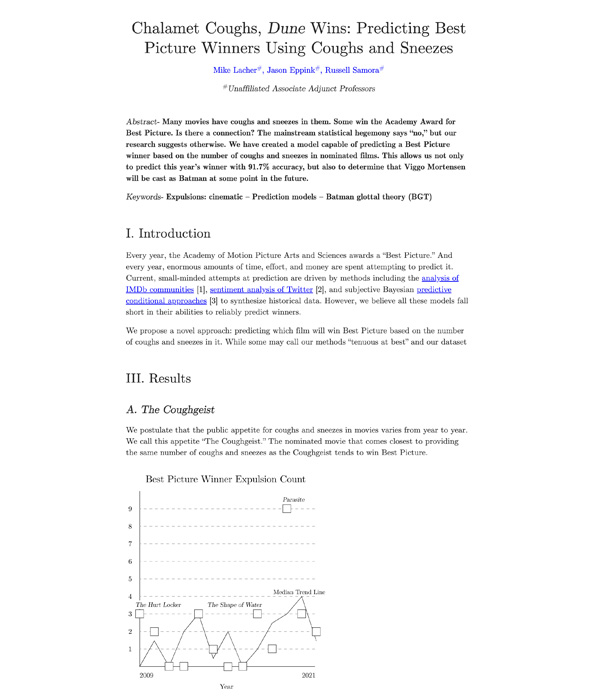 Chalamet Coughs, Dune Wins: Predicting Best
Picture Winners Using Coughs and Sneezes
Mike Lacher#, Jason Eppink#, Russell Samora#
#Unaffiliated Associate Adjunct Professors
Abstract- Many movies have coughs and sneezes in them. Some win the Academy Award for
Best Picture. Is there a connection? The mainstream statistical hegemony says "no," but our
research suggests otherwise. We have created a model capable of predicting a Best Picture
winner based on the number of coughs and sneezes in nominated films. This allows us not only
to predict this year's winner with 91.7% accuracy, but also to determine that Viggo Mortensen
will be cast as Batman at some point in the future.
Keywords- Expulsions: cinematic – Prediction models – Batman glottal theory (BGT)
I. Introduction
Every year, the Academy of Motion Picture Arts and Sciences awards a "Best Picture." And
every year, enormous amounts of time, effort, and money are spent attempting to predict it.
Current, small-minded attempts at prediction are driven by methods including the analysis of
IMDb communities [1], sentiment analysis of Twitter [2], and subjective Bayesian predictive
conditional approaches [3] to synthesize historical data. However, we believe all these models fall
short in their abilities to reliably predict winners.
We propose a novel approach: predicting which film will win Best Picture based on the number
of coughs and sneezes in it. While some may call our methods "tenuous at best" and our dataset
III. Results
A. The Coughgeist
We postulate that the public appetite for coughs and sneezes in movies varies from year to year.
We call this appetite "The Coughgeist." The nominated movie that comes closest to providing
the same number of coughs and sneezes as the Coughgeist tends to win Best Picture.
Best Picture Winner Expulsion Count
Parasite
9
8
7
6
5
Median Trend Line
4
The Hurt Locker
The Shape of Water
3
2
1
2009
2021
Year